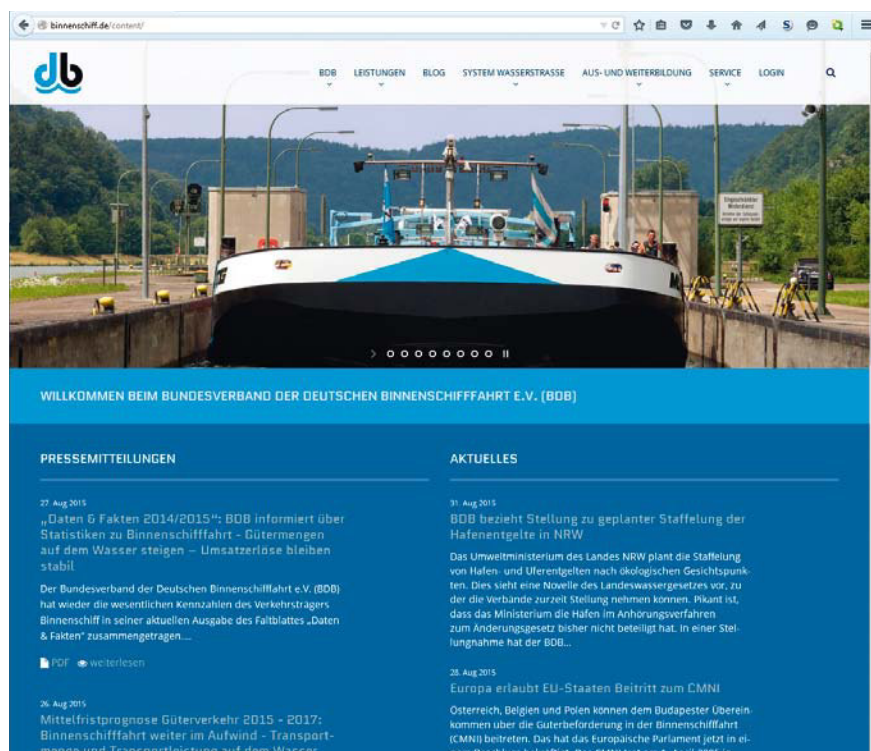 binnenschiff.de/content/
db
BDB LEISTUNGEN BLOG SYSTEM WASSERSTRASSE AUS- UND WEITERBILDUNG SERVICE LOGIN
Eingeschränkter
Winterdienst
WILLKOMMEN BEIM BUNDESVERBAND DER DEUTSCHEN BINNENSCHIFFFAHRT E.V. (BDB)
PRESSEMITTEILUNGEN
27. Aug 2015
„Daten & Fakten 2014/2015“: BDB informiert über
Statistiken zu Binnenschifffahrt - Gütermengen
auf dem Wasser steigen – Umsatzerlöse bleiben
stabil
Der Bundesverband der Deutschen Binnenschifffahrt e.V. (BDB)
hat wieder die wesentlichen Kennzahlen des Verkehrsträgers
Binnenschiff in seiner aktuellen Ausgabe des Faltblattes „Daten
& Fakten“ zusammengetragen....
PDF weiterlesen
26. Aug 2015
Mittelfristprognose Güterverkehr 2015 - 2017:
Binnenschifffahrt weiter im Aufwind - Transport-
menge und Transportleistung auf dem Wasser
AKTUELLES
31. Aug 2015
BDB bezieht Stellung zu geplanter Staffelung der
Hafenentgelte in NRW
Das Umweltministerium des Landes NRW plant die Staffelung
von Hafen- und Uferentgelten nach ökologischen Gesichtspunk-
ten. Dies sieht eine Novelle des Landeswassergesetzes vor, zu
der die Verbände zurzeit Stellung nehmen können. Pikant ist,
dass das Ministerium die Häfen im Anhörungsverfahren
zum Änderungsgesetz bisher nicht beteiligt hat. In einer Stel-
lungnahme hat der BDB...
28. Aug 2015
Europa erlaubt EU-Staaten Beitritt zum CMNI
Österreich, Belgien und Polen können dem Budapester Überein-
kommen über die Güterbeförderung in der Binnenschifffahrt
(CMNI) beitreten. Das hat das Europäische Parlament jetzt in ei-